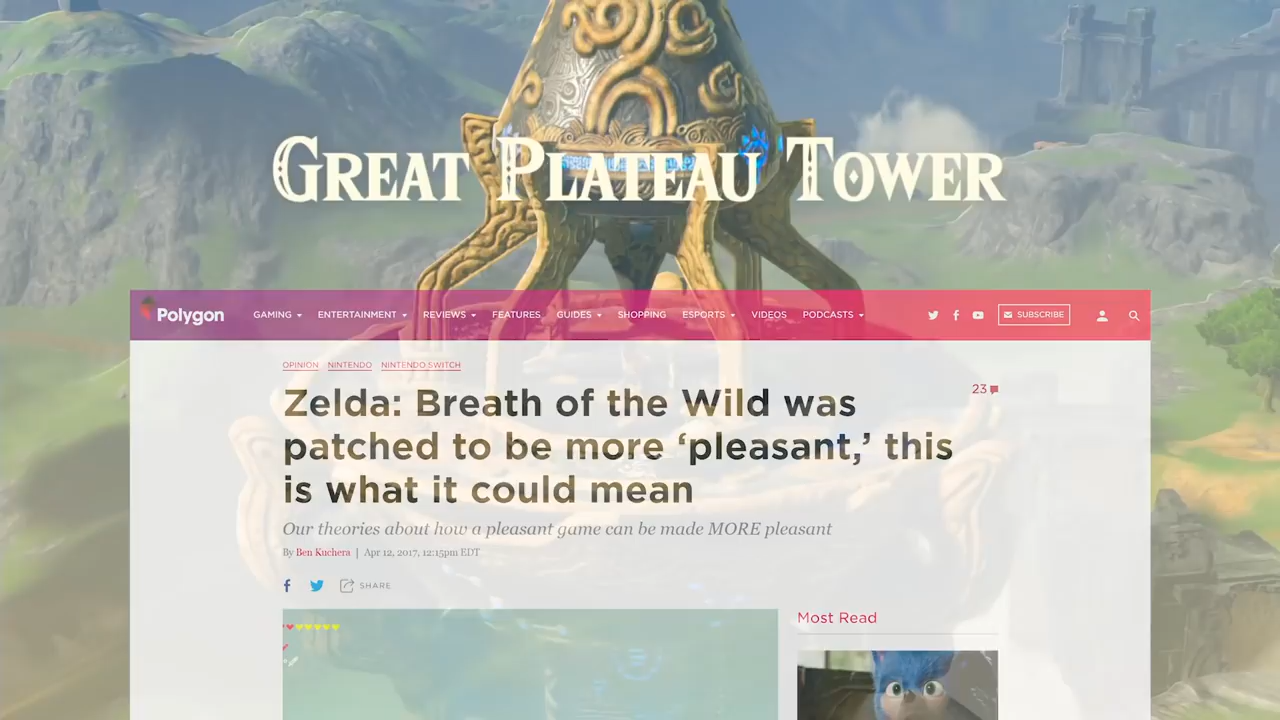 GREAT PLATEAU TOWER
Polygon GAMING ENTERTAINMENT REVIEWS FEATURES GUIDES SHOPPING ESPORTS VIDEOS PODCASTS SUBSCRIBE
OPINION NINTENDO NINTENDO SWITCH
23
Zelda: Breath of the Wild was
patched to be more ‘pleasant,’ this
is what it could mean
Our theories about how a pleasant game can be made MORE pleasant
By Ben Kuchera | Apr 12, 2017, 12:15pm EDT
SHARE
Most Read